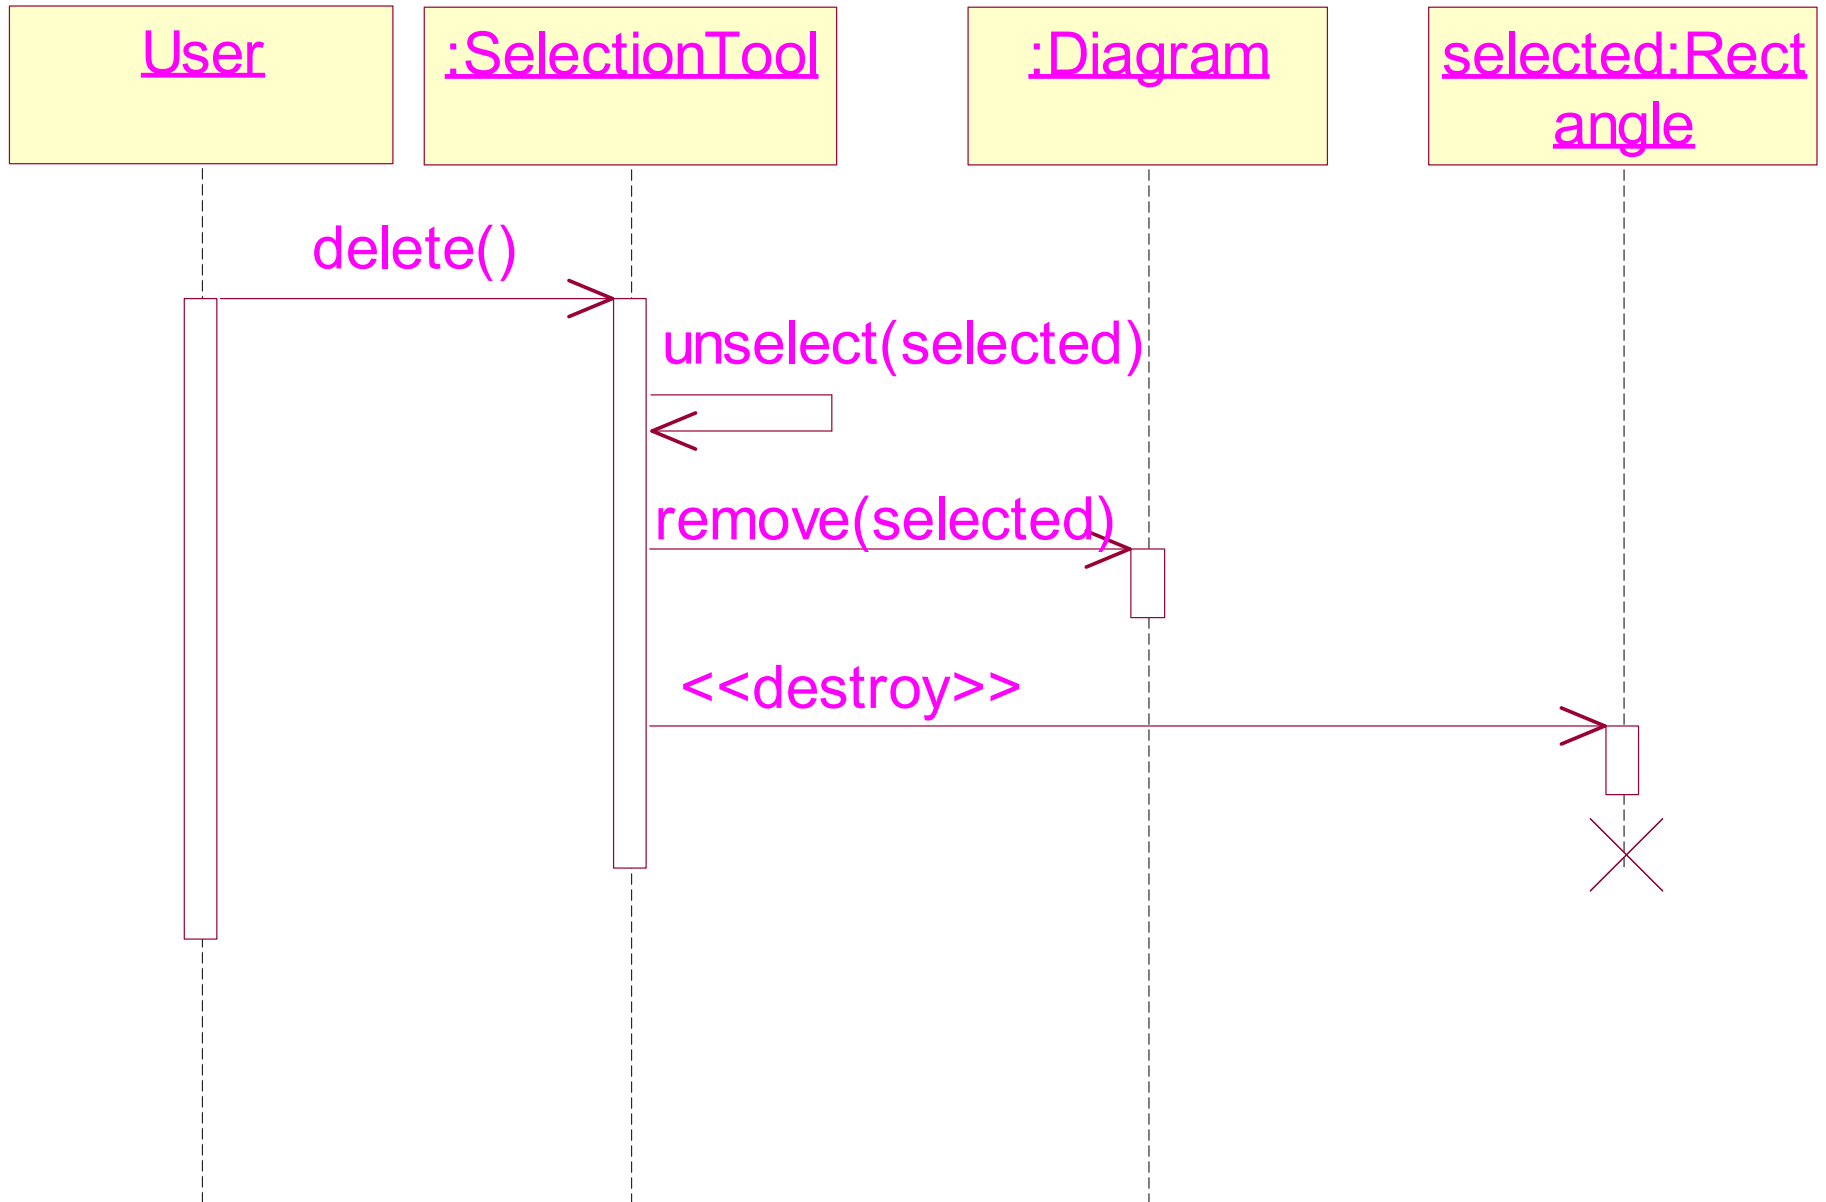 User
:SelectionTool
:Diagram
selected:Rect
angle
delete()
unselect(selected)
remove(selected)
<<destroy>>